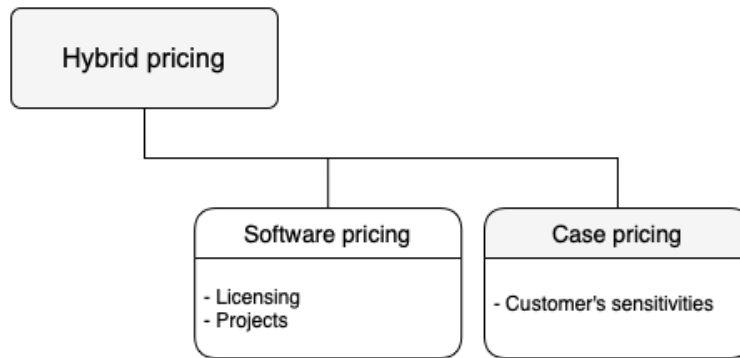 Hybrid pricing
Software pricing
- Licensing
- Projects
Case pricing
- Customer's sensitivities